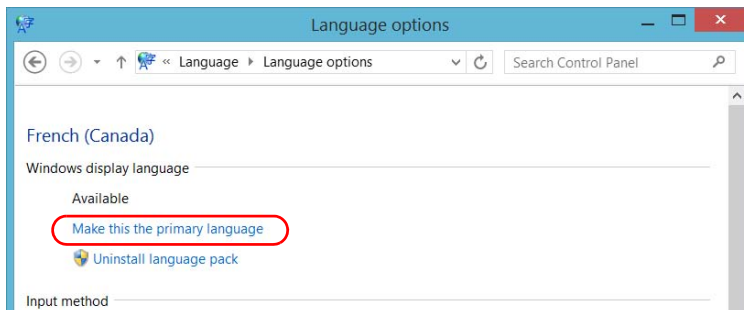 Language options
« Language Language options
Search Control Panel
French (Canada)
Windows display language
Available
Make this the primary language
Uninstall language pack
Input method